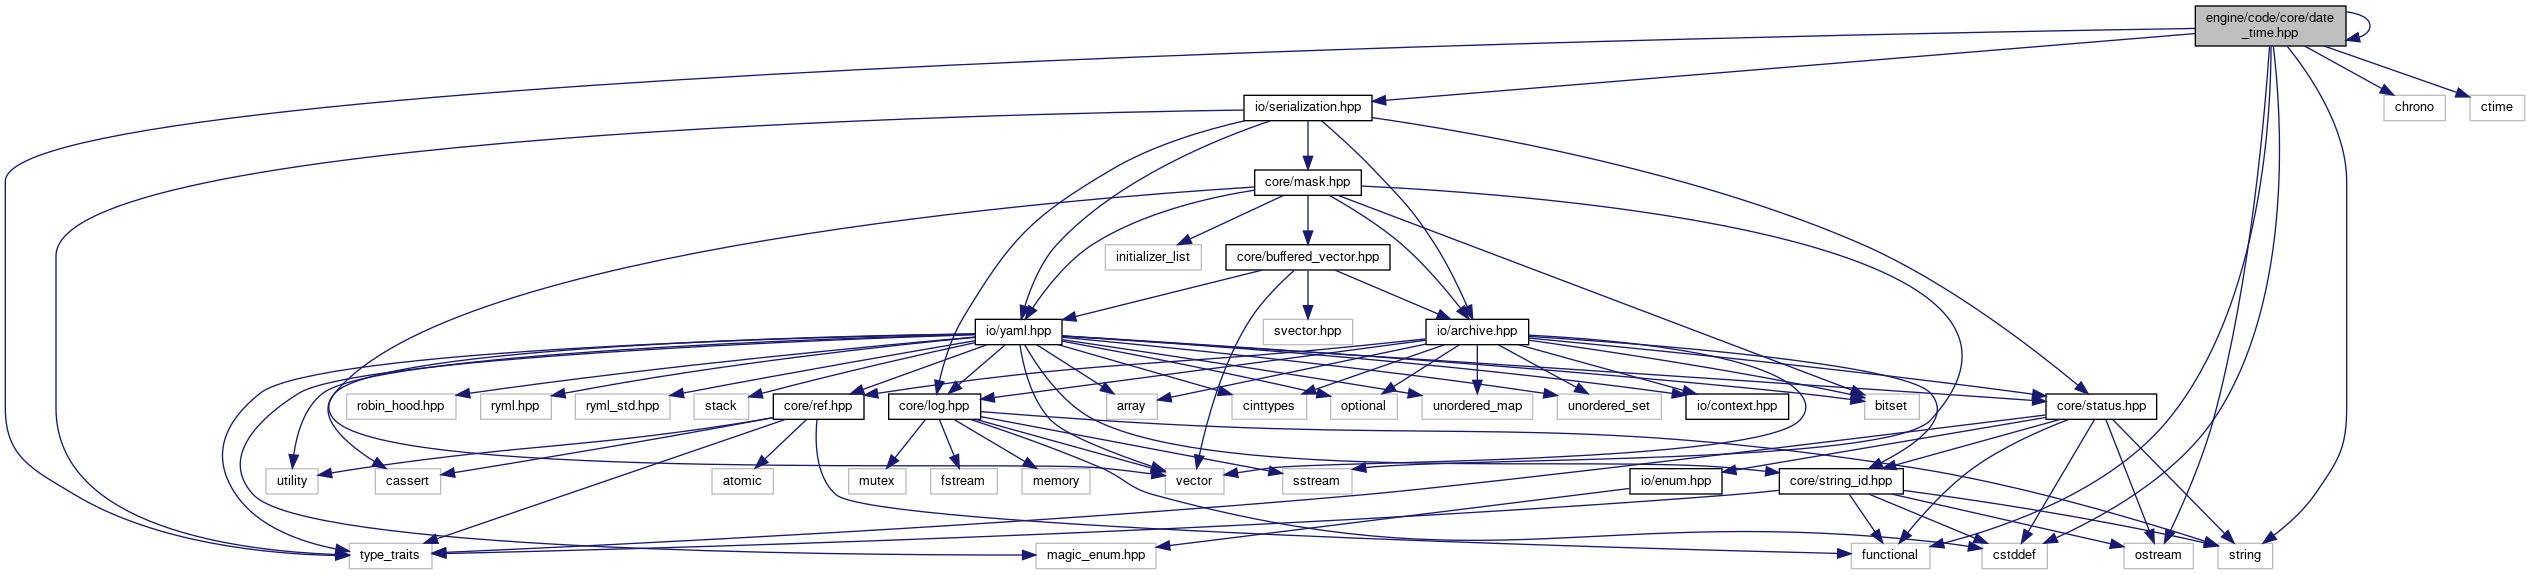 engine/code/core/date
_time.hpp
io/serialization.hpp
chrono
ctime
core/mask.hpp
initializer_list
core/buffered_vector.hpp
io/yaml.hpp
svector.hpp
io/archive.hpp
robin_hood.hpp
ryml.hpp
ryml_std.hpp
stack
core/ref.hpp
core/log.hpp
array
cinttypes
optional
unordered_map
unordered_set
io/context.hpp
bitset
core/status.hpp
utility
cassert
atomic
mutex
fstream
memory
vector
sstream
io/enum.hpp
core/string_id.hpp
type_traits
magic_enum.hpp
functional
cstddef
ostream
string